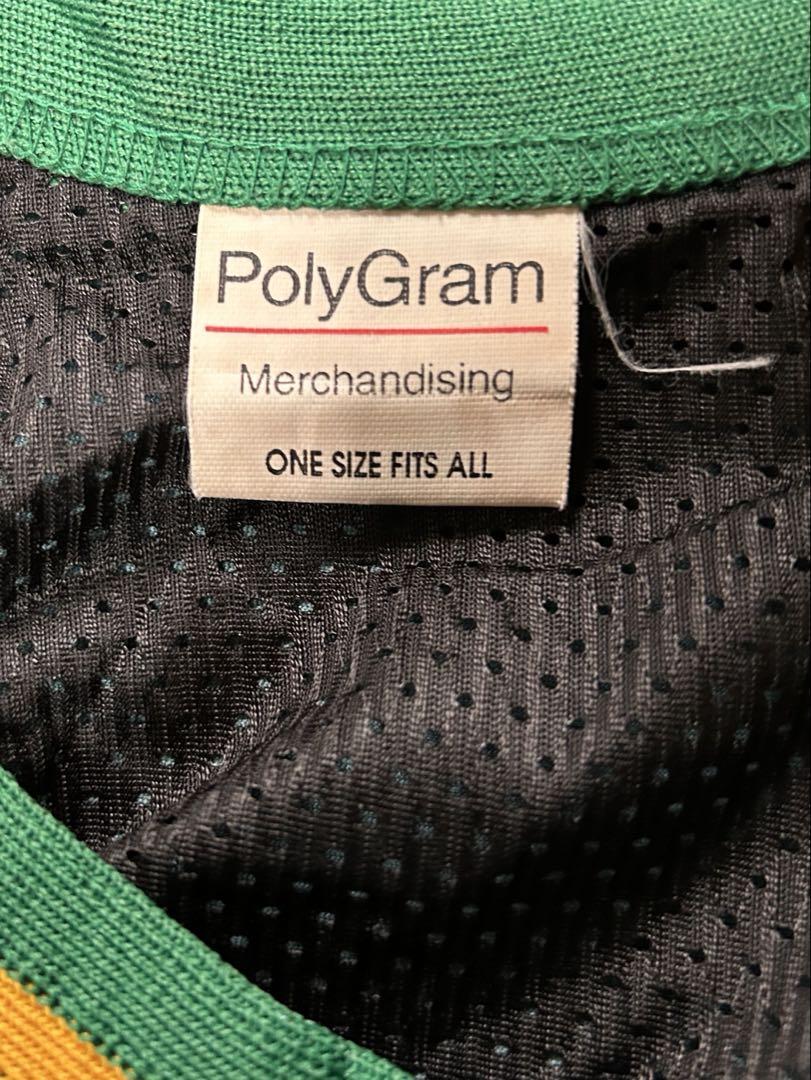 PolyGram
Merchandising
ONE SIZE FITS ALL